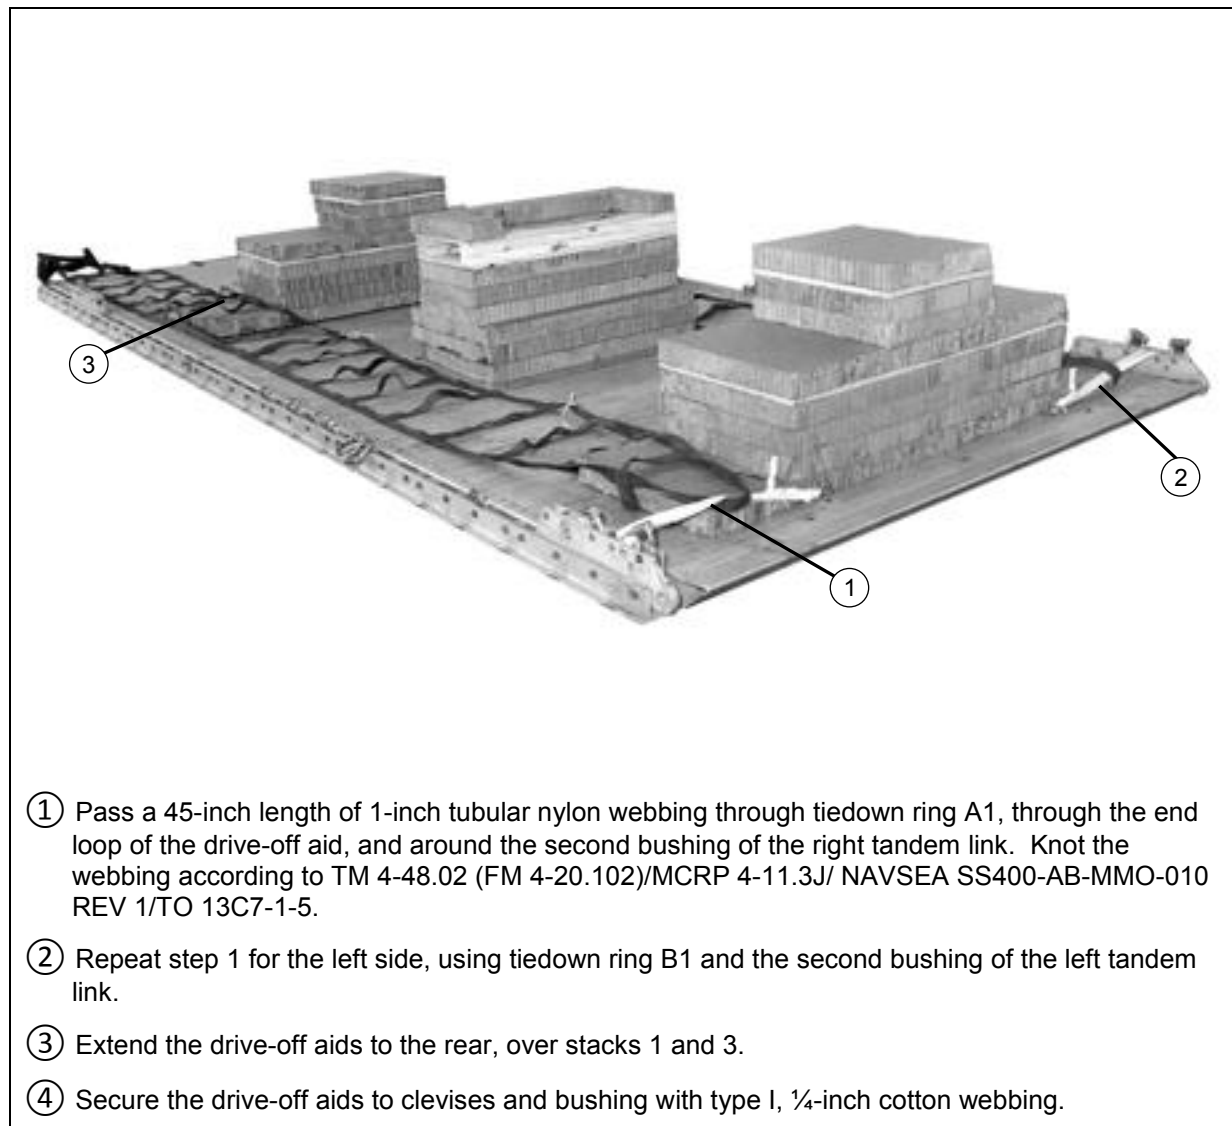 3
2
1
① Pass a 45-inch length of 1-inch tubular nylon webbing through tiedown ring A1, through the end
loop of the drive-off aid, and around the second bushing of the right tandem link. Knot the
webbing according to TM 4-48.02 (FM 4-20.102)/MCRP 4-11.3J/ NAVSEA SS400-AB-MMO-010
REV 1/TO 13C7-1-5.
② Repeat step 1 for the left side, using tiedown ring B1 and the second bushing of the left tandem
link.
③ Extend the drive-off aids to the rear, over stacks 1 and 3.
④ Secure the drive-off aids to clevises and bushing with type I, ¼-inch cotton webbing.